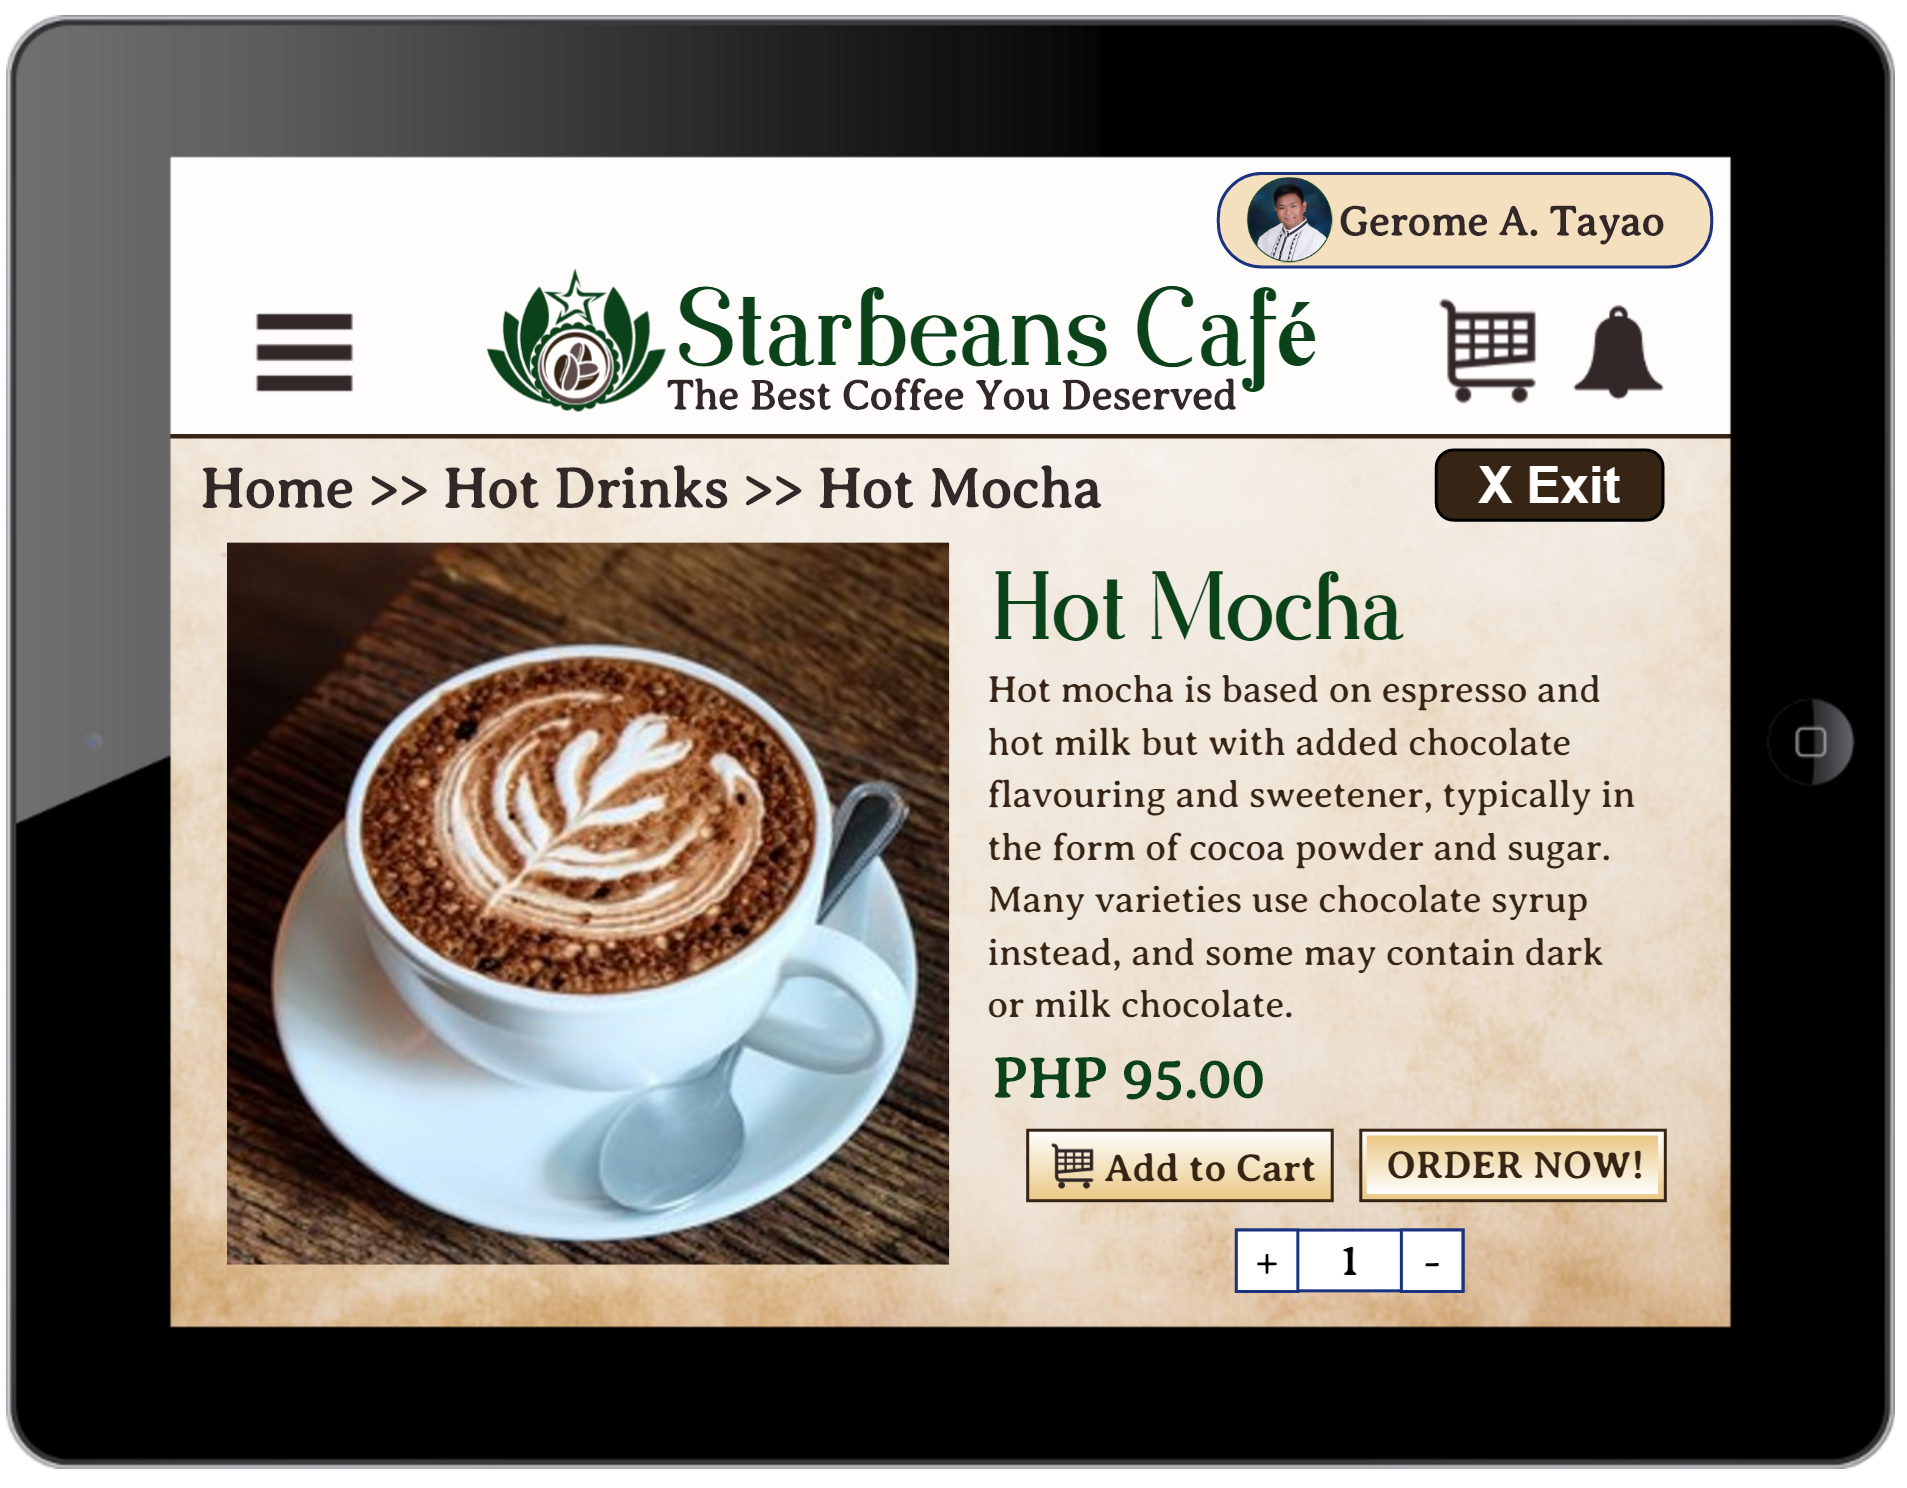 Gerome A. Tayao
Starbeans Café
The Best Coffee You Deserved
Home >> Hot Drinks >> Hot Mocha
X Exit
Hot Mocha
Hot mocha is based on espresso and
hot milk but with added chocolate
flavouring and sweetener, typically in
the form of cocoa powder and sugar.
Many varieties use chocolate syrup
instead, and some may contain dark
or milk chocolate.
PHP 95.00
Add to Cart
ORDER NOW!
+ 1 -